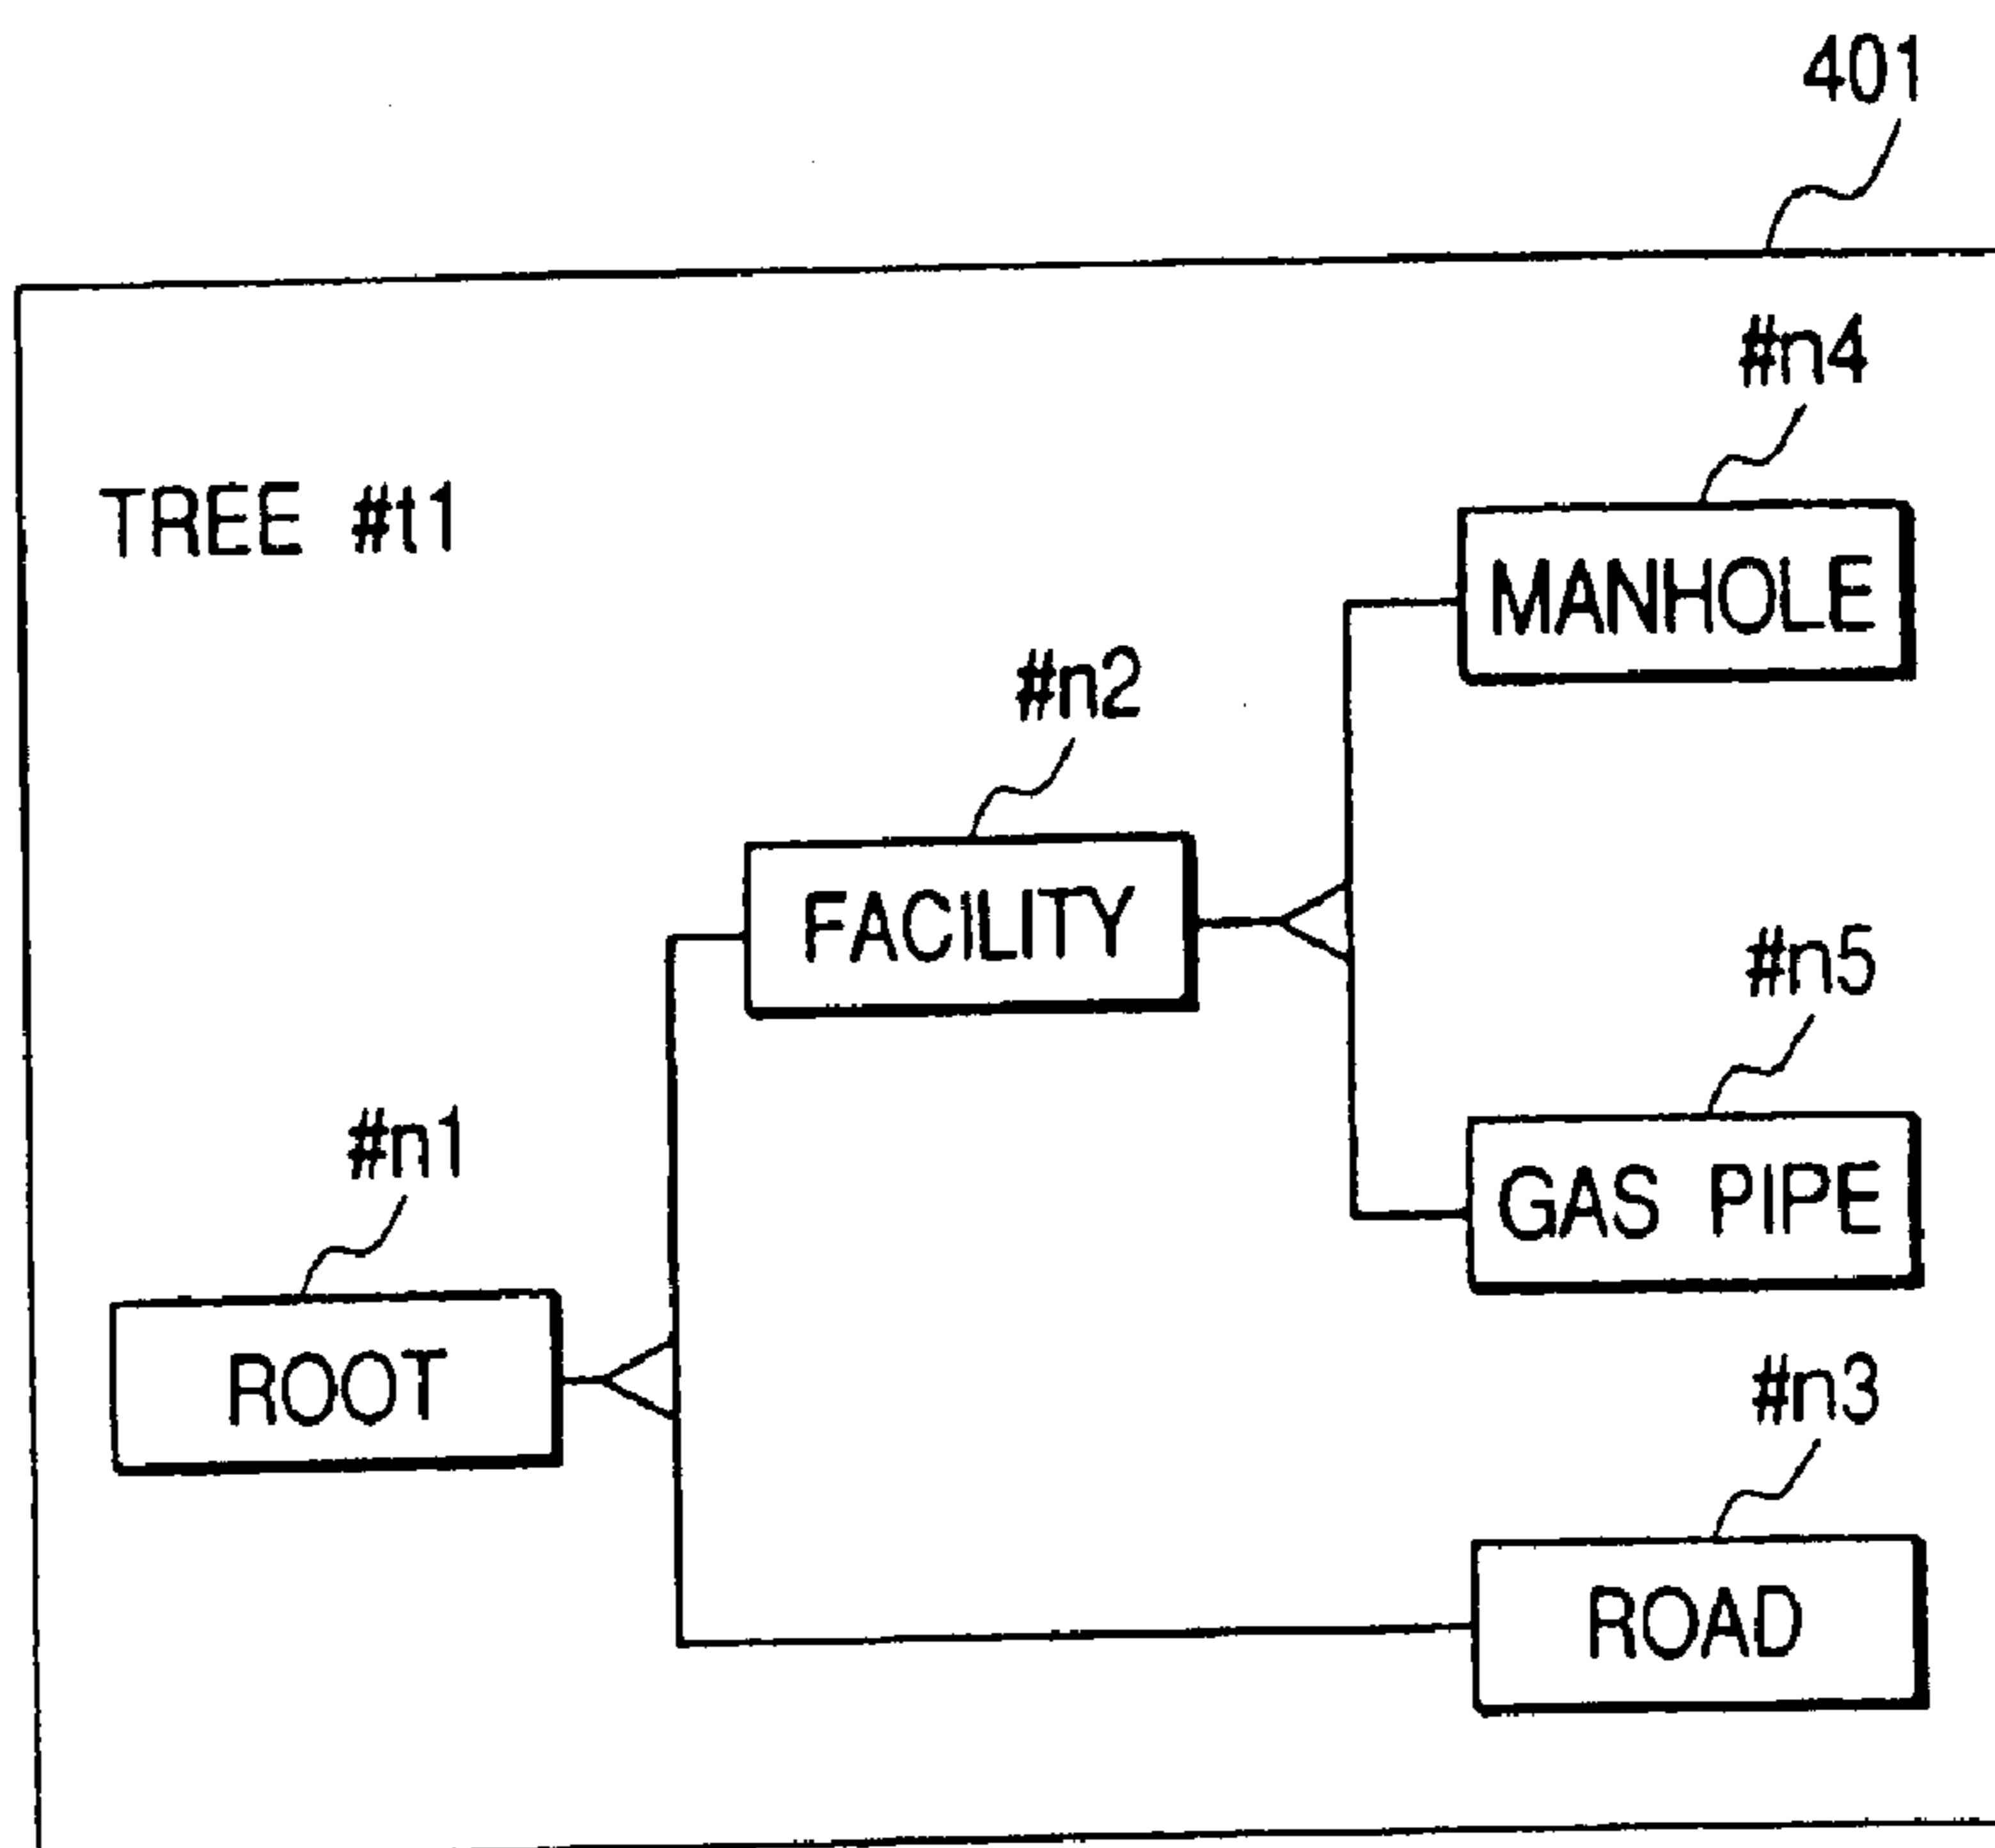 401
#n4
TREE #t1
MANHOLE
#n2
FACILITY
#n5
#n1
GAS PIPE
ROOT
#n3
ROAD